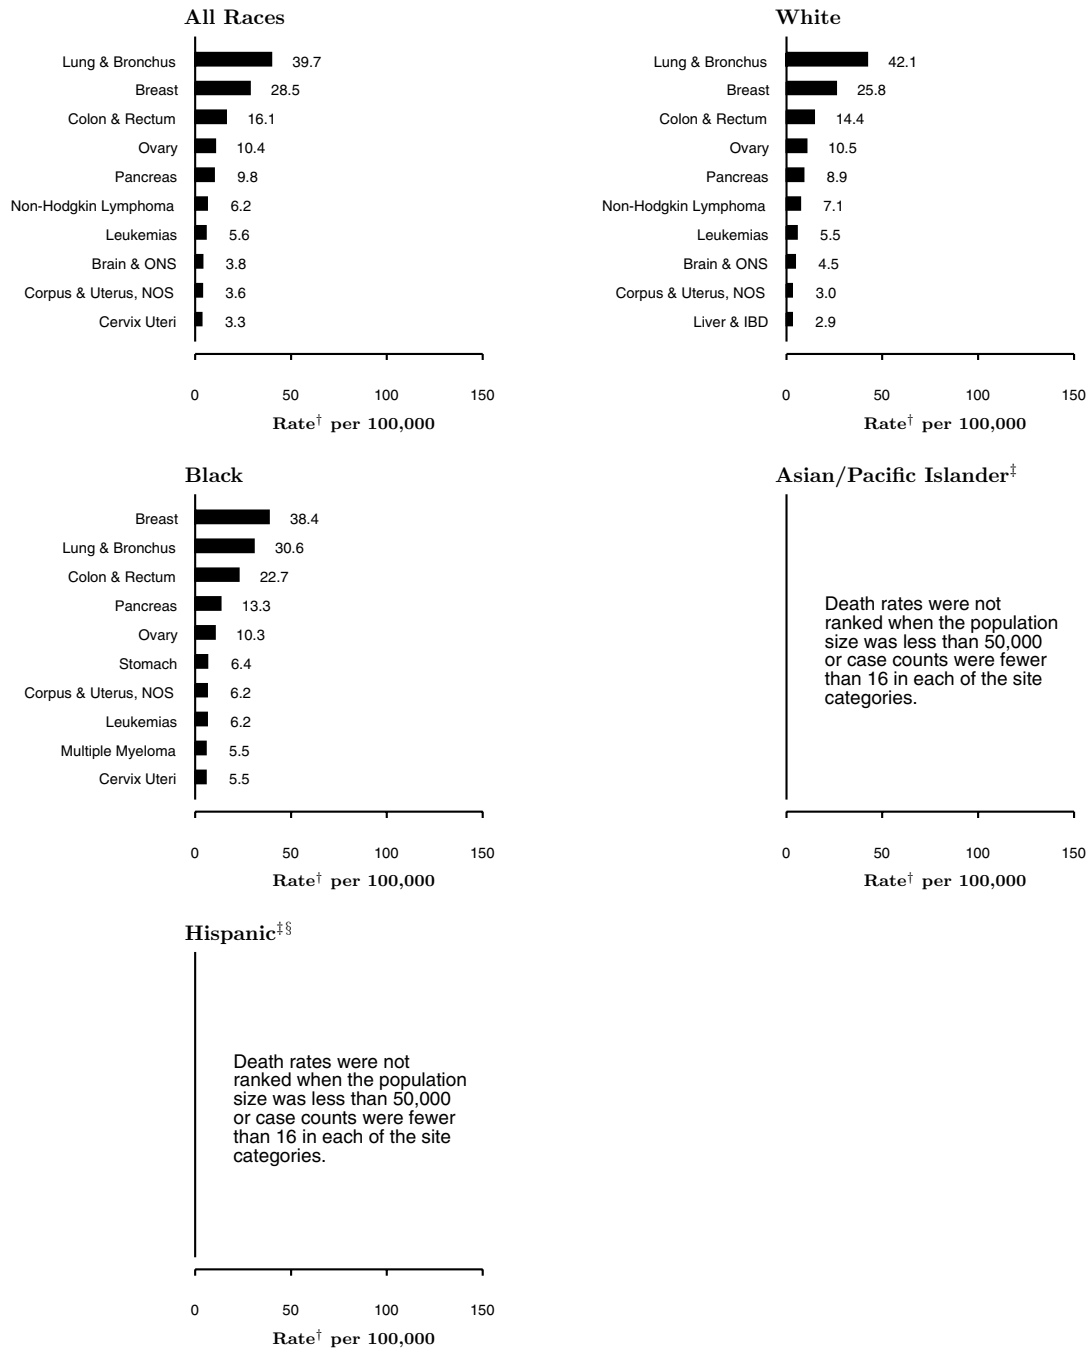 All Races
Lung & Bronchus 39.7
Breast 28.5
Colon & Rectum 16.1
Ovary 10.4
Pancreas 9.8
Non-Hodgkin Lymphoma 6.2
Leukemias 5.6
Brain & ONS 3.8
Corpus & Uterus, NOS 3.6
Cervix Uteri 3.3
0 50 100 150
Rate† per 100,000
White
Lung & Bronchus 42.1
Breast 25.8
Colon & Rectum 14.4
Ovary 10.5
Pancreas 8.9
Non-Hodgkin Lymphoma 7.1
Leukemias 5.5
Brain & ONS 4.5
Corpus & Uterus, NOS 3.0
Liver & IBD 2.9
0 50 100 150
Rate† per 100,000
Black
Breast 38.4
Lung & Bronchus 30.6
Colon & Rectum 22.7
Pancreas 13.3
Ovary 10.3
Stomach 6.4
Corpus & Uterus, NOS 6.2
Leukemias 6.2
Multiple Myeloma 5.5
Cervix Uteri 5.5
0 50 100 150
Rate† per 100,000
Asian/Pacific Islander‡
Death rates were not
ranked when the population
size was less than 50,000
or case counts were fewer
than 16 in each of the site
categories.
0 50 100 150
Rate† per 100,000
Hispanic‡§
Death rates were not
ranked when the population
size was less than 50,000
or case counts were fewer
than 16 in each of the site
categories.
0 50 100 150
Rate† per 100,000